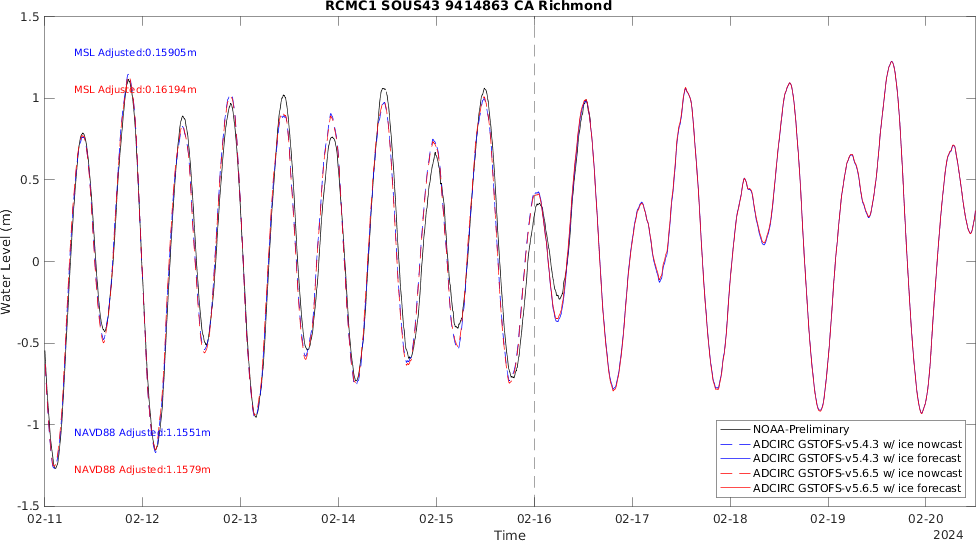 RCMC1 SOUS43 9414863 CA Richmond
1.5
MSL Adjusted:0.15905m
MSL Adjusted:0.16194m
1
0.5
Water Level (m)
0
-0.5
-1
NAVD88 Adjusted:1.1551m
NAVD88 Adjusted:1.1579m
NOAA-Preliminary
ADCIRC GSTOFS-v5.4.3 w/ ice nowcast
ADCIRC GSTOFS-v5.4.3 w/ ice forecast
ADCIRC GSTOFS-v5.6.5 w/ ice nowcast
ADCIRC GSTOFS-v5.6.5 w/ ice forecast
-1.5
02-11 02-12 02-13 02-14 02-15 02-16 02-17 02-18 02-19 02-20
Time
2024